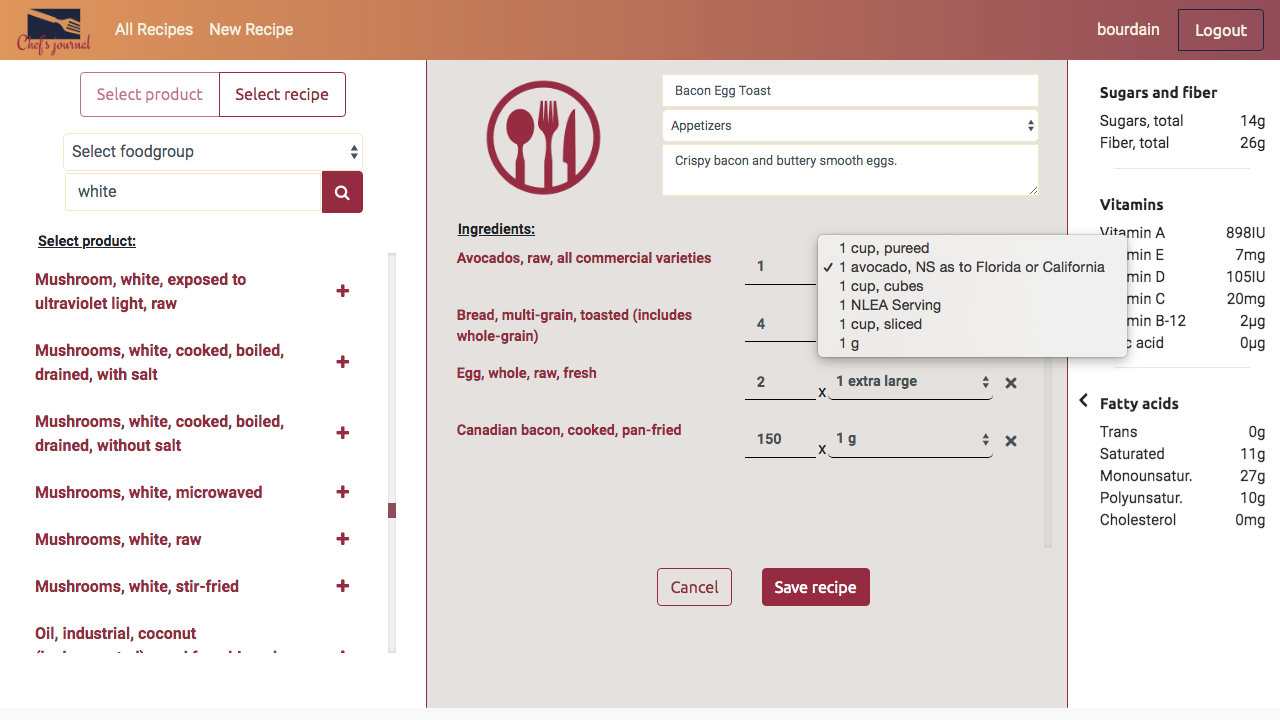 Chef's journal
All Recipes
New Recipe
bourdain
Logout
Select product
Select recipe
Select foodgroup
white
Select product:
Mushroom, white, exposed to
ultraviolet light, raw
Mushrooms, white, cooked, boiled,
drained, with salt
Mushrooms, white, cooked, boiled,
drained, without salt
Mushrooms, white, microwaved
Mushrooms, white, raw
Mushrooms, white, stir-fried
Oil, industrial, coconut
Bacon Egg Toast
Appetizers
Crispy bacon and buttery smooth eggs.
Ingredients:
Avocados, raw, all commercial varieties
1
1 cup, pureed
✓ 1 avocado, NS as to Florida or California
1 cup, cubes
1 NLEA Serving
1 cup, sliced
1 g
Bread, multi-grain, toasted (includes
whole-grain)
4
Egg, whole, raw, fresh
2 x 1 extra large
Canadian bacon, cooked, pan-fried
150 x 1 g
Cancel
Save recipe
Sugars and fiber
Sugars, total 14g
Fiber, total 26g
Vitamins
Vitamin A 898IU
min E 7mg
min D 105IU
min C 20mg
min B-12 2µg
acid 0µg
Fatty acids
Trans 0g
Saturated 11g
Monounsatur. 27g
Polyunsatur. 10g
Cholesterol 0mg